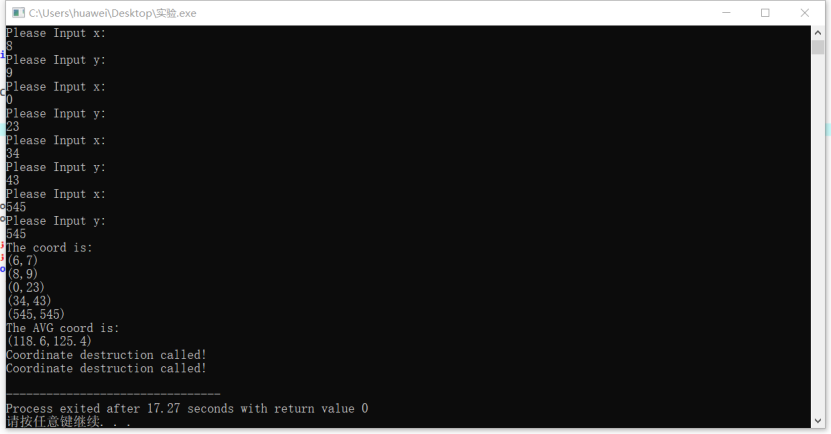 C:\Users\huawei\Desktop\实验.exe
Please Input x:
8
Please Input y:
9
Please Input x:
0
Please Input y:
23
Please Input x:
34
Please Input y:
43
Please Input x:
545
Please Input y:
545
The coord is:
(6,7)
(8,9)
(0,23)
(34,43)
(545,545)
The AVG coord is:
(118.6,125.4)
Coordinate destruction called!
Coordinate destruction called!
--------------------------------
Process exited after 17.27 seconds with return value 0
请按任意键继续. . .